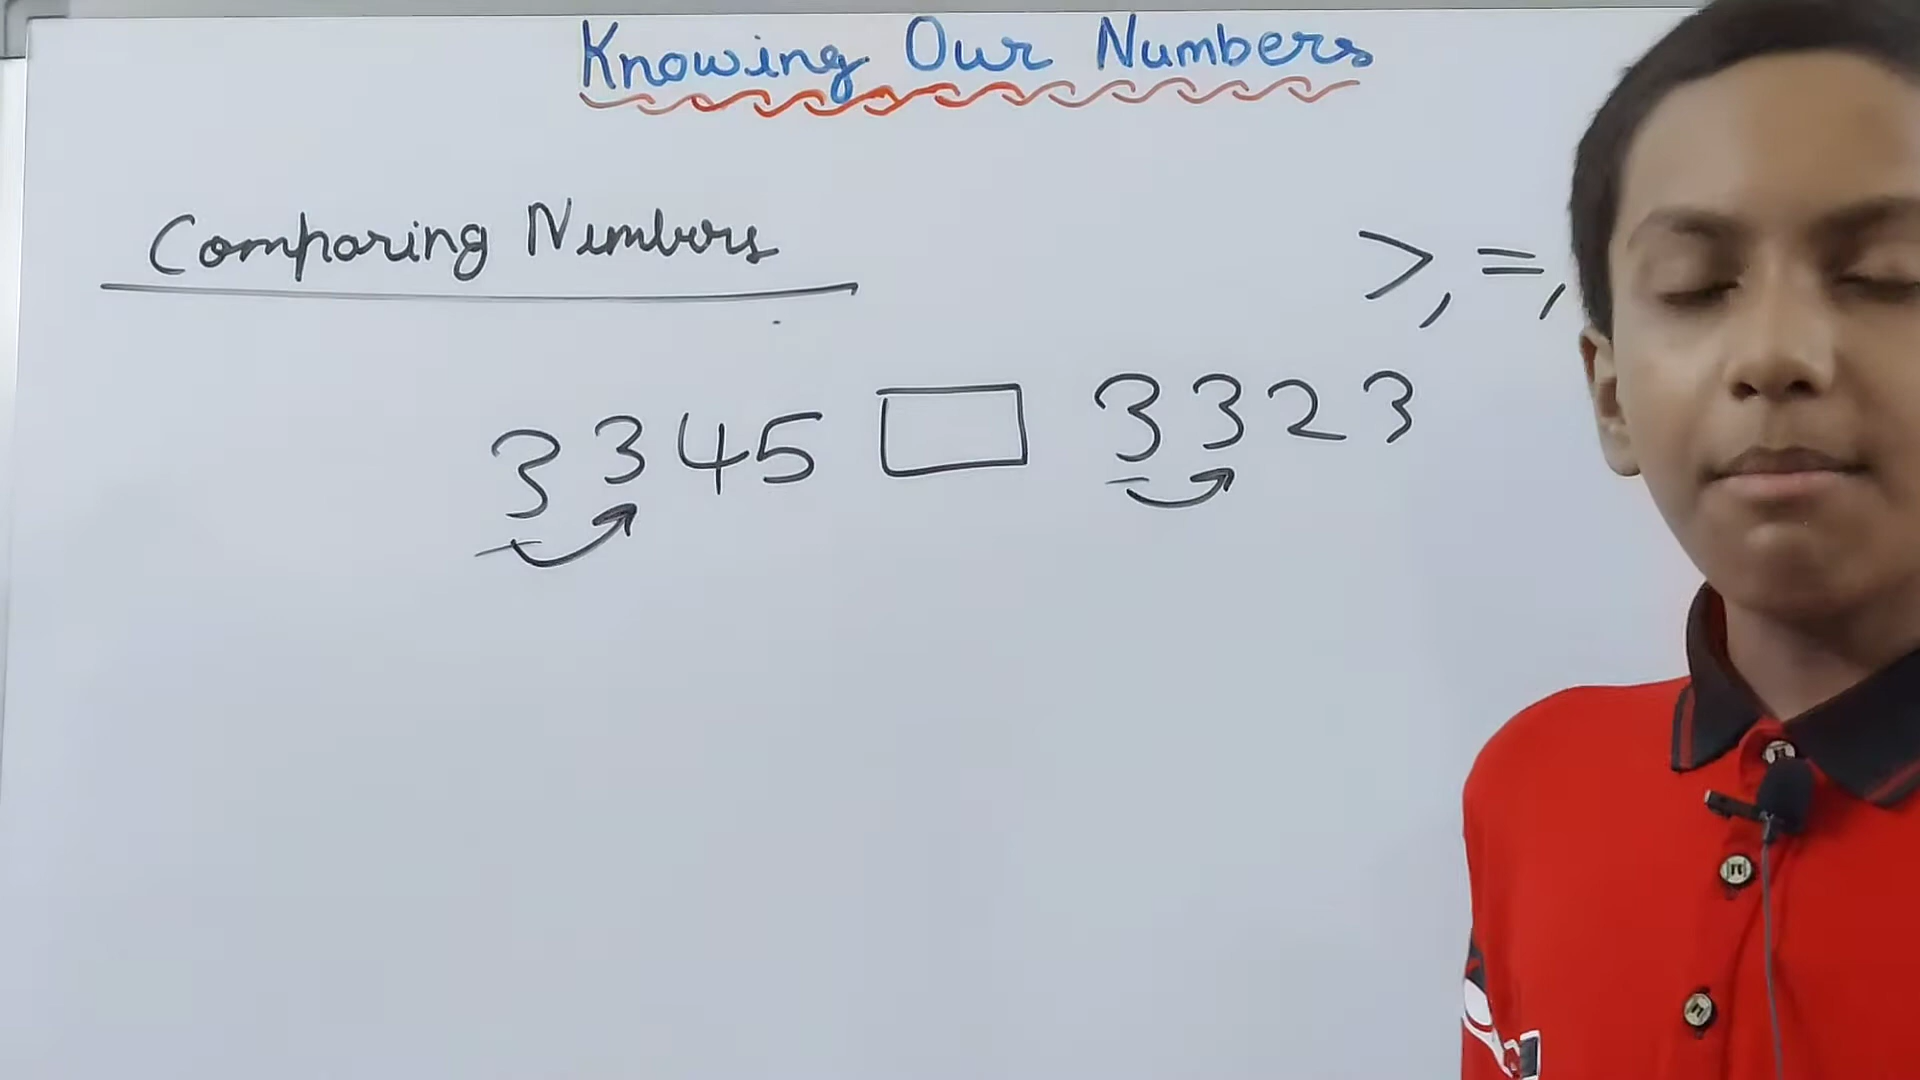 Knowing Our Numbers
Comparing Numbers
>, =,
3345 3323